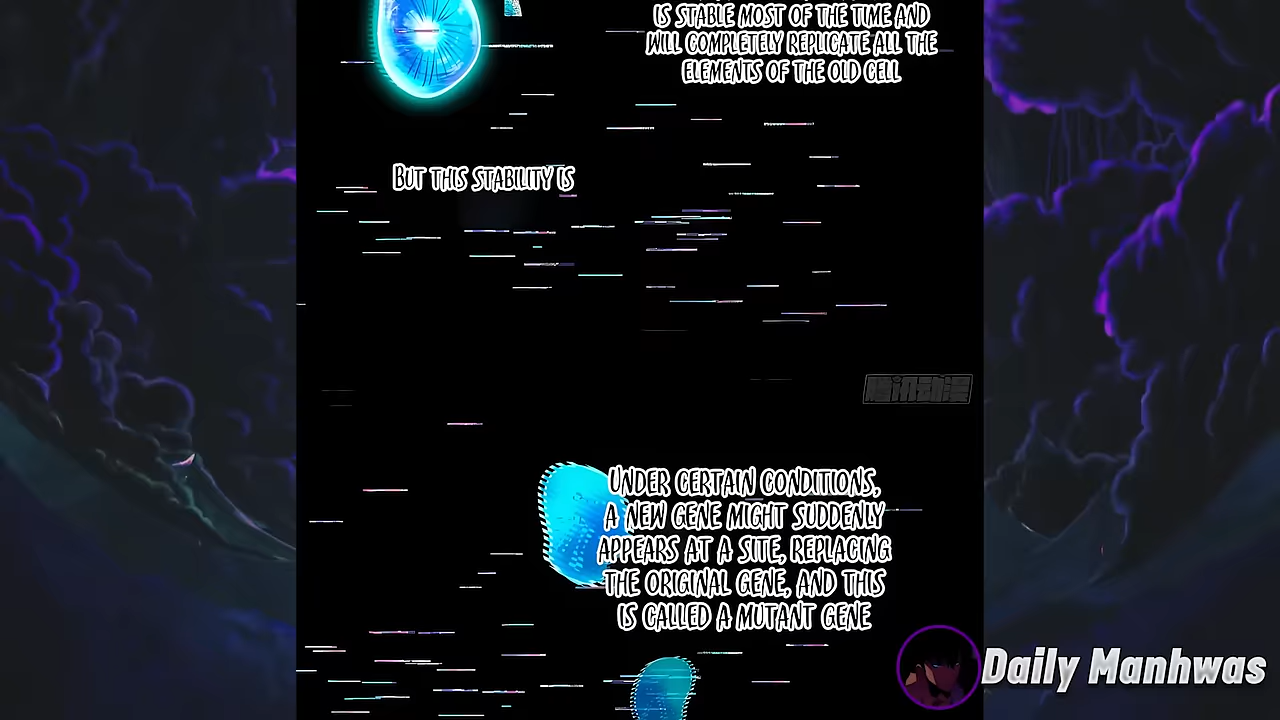 IS STABLE MOST OF THE TIME AND
WILL COMPLETELY REPLICATE ALL THE
ELEMENTS OF THE OLD CELL
BUT THIS STABILITY IS
UNDER CERTAIN CONDITIONS,
A NEW GENE MIGHT SUDDENLY
APPEARS AT A SITE, REPLACING
THE ORIGINAL GENE, AND THIS
IS CALLED A MUTANT GENE
Daily Manhwas